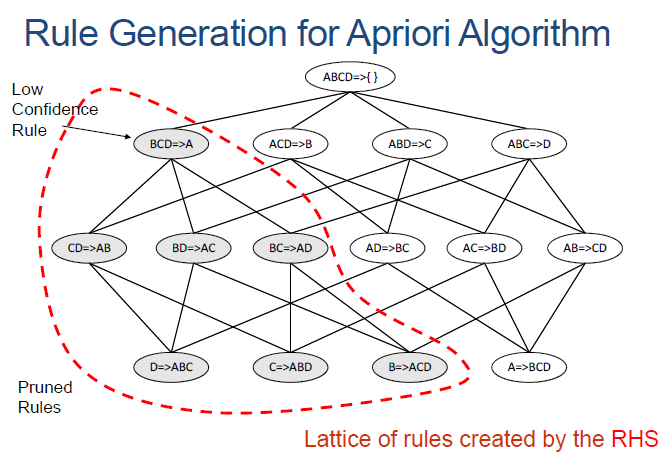 Rule Generation for Apriori Algorithm
ABCD=>{ }
Low
Confidence
Rule
BCD=>A
ACD=>B
ABD=>C
ABC=>D
CD=>AB
BD=>AC
BC=>AD
AD=>BC
AC=>BD
AB=>CD
D=>ABC
C=>ABD
B=>ACD
A=>BCD
Pruned
Rules
Lattice of rules created by the RHS